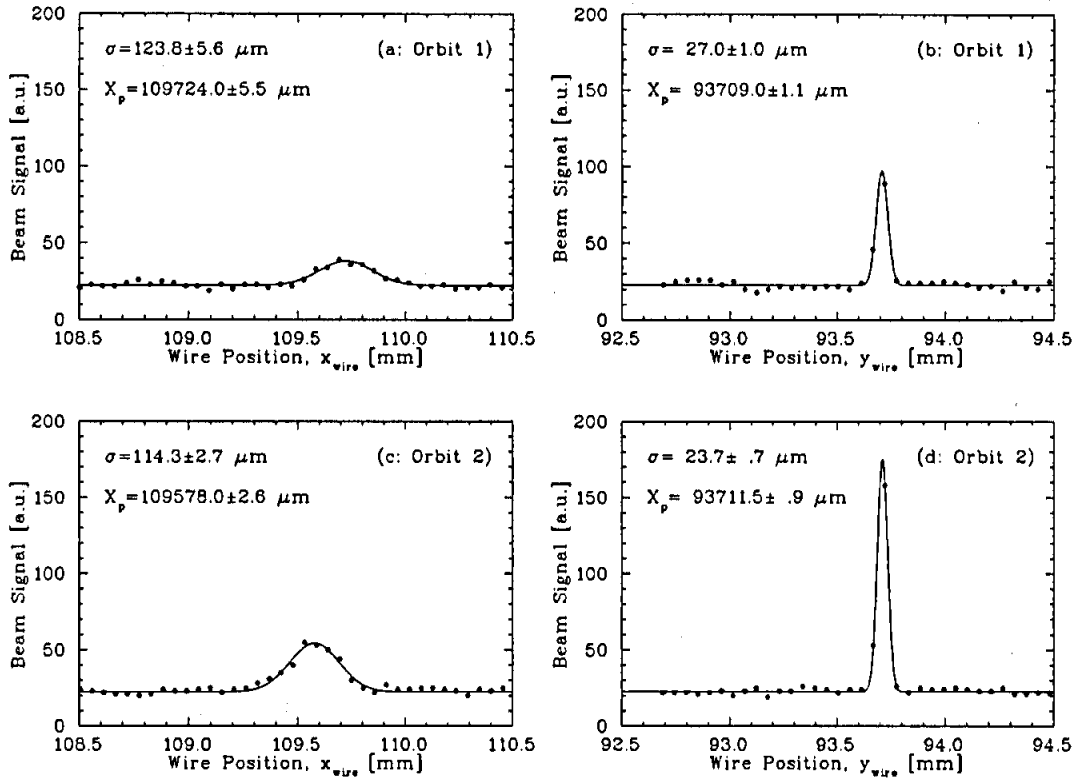 200
150
100
50
0
Beam Signal [a.u.]
σ=123.8±5.6 μm
(a: Orbit 1)
X_p=109724.0±5.5 μm
108.5 109.0 109.5 110.0 110.5
Wire Position, x_wire [mm]
200
150
100
50
0
Beam Signal [a.u.]
σ= 27.0±1.0 μm
(b: Orbit 1)
X_p= 93709.0±1.1 μm
92.5 93.0 93.5 94.0 94.5
Wire Position, y_wire [mm]
200
150
100
50
0
Beam Signal [a.u.]
σ=114.3±2.7 μm
(c: Orbit 2)
X_p=109578.0±2.6 μm
108.5 109.0 109.5 110.0 110.5
Wire Position, x_wire [mm]
200
150
100
50
0
Beam Signal [a.u.]
σ= 23.7± .7 μm
(d: Orbit 2)
X_p= 93711.5± .9 μm
92.5 93.0 93.5 94.0 94.5
Wire Position, y_wire [mm]